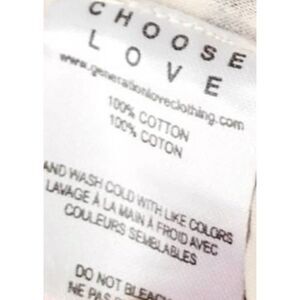 CHOOSE
LOVE
www.generationloveclothing.com
100% COTTON
100% COTON
AND WASH COLD WITH LIKE COLORS
LAVAGE À LA MAIN À FROID AVEC
COULEURS SEMBLABLES
DO NOT BLEACH
NE PAS